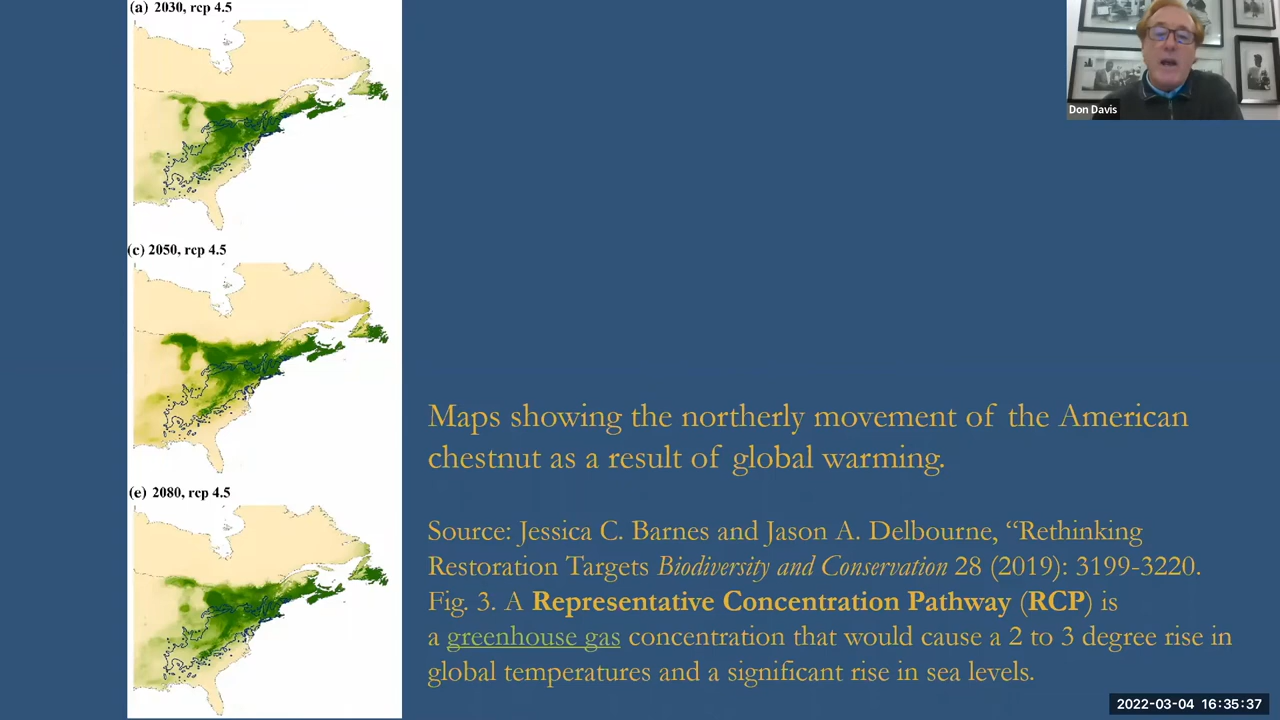 (a) 2030, rcp 4.5
Don Davis
(c) 2050, rcp 4.5
Maps showing the northerly movement of the American
chestnut as a result of global warming.
(e) 2080, rcp 4.5
Source: Jessica C. Barnes and Jason A. Delbourne, “Rethinking
Restoration Targets Biodiversity and Conservation 28 (2019): 3199-3220.
Fig. 3. A Representative Concentration Pathway (RCP) is
a greenhouse gas concentration that would cause a 2 to 3 degree rise in
global temperatures and a significant rise in sea levels.
2022-03-04 16:35:37